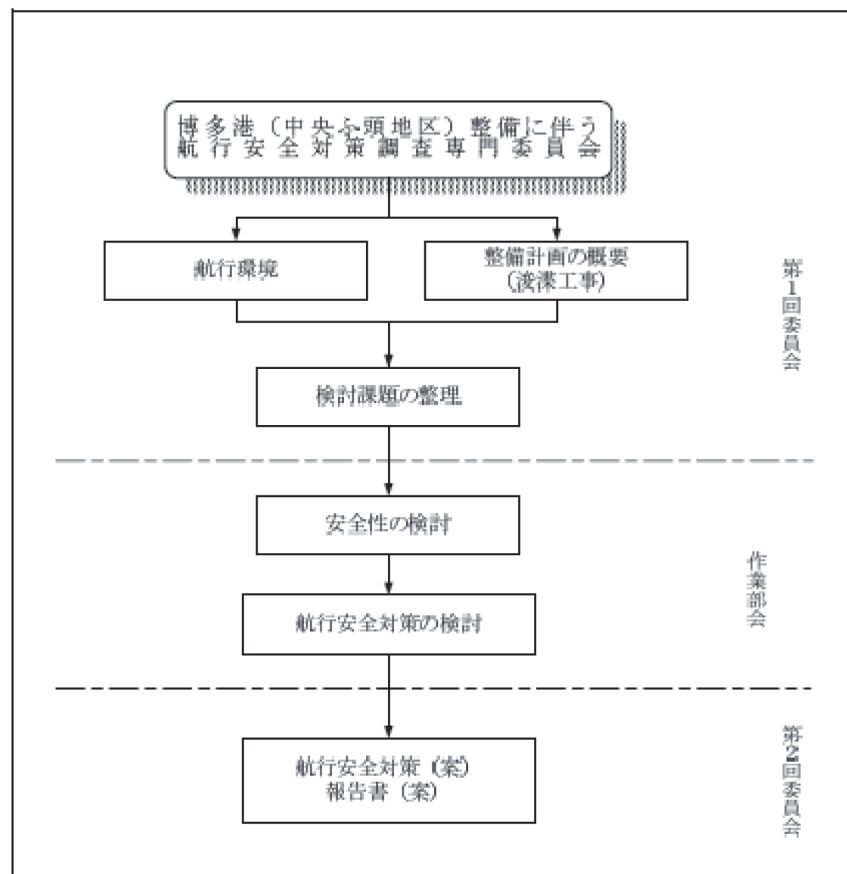 博多港（中央ふ頭地区）整備に伴う
航行安全対策調査専門委員会
航行環境
整備計画の概要
（浚渫工事）
検討課題の整理
第1回委員会
安全性の検討
航行安全対策の検討
作業部会
航行安全対策（案）
報告書（案）
第2回委員会